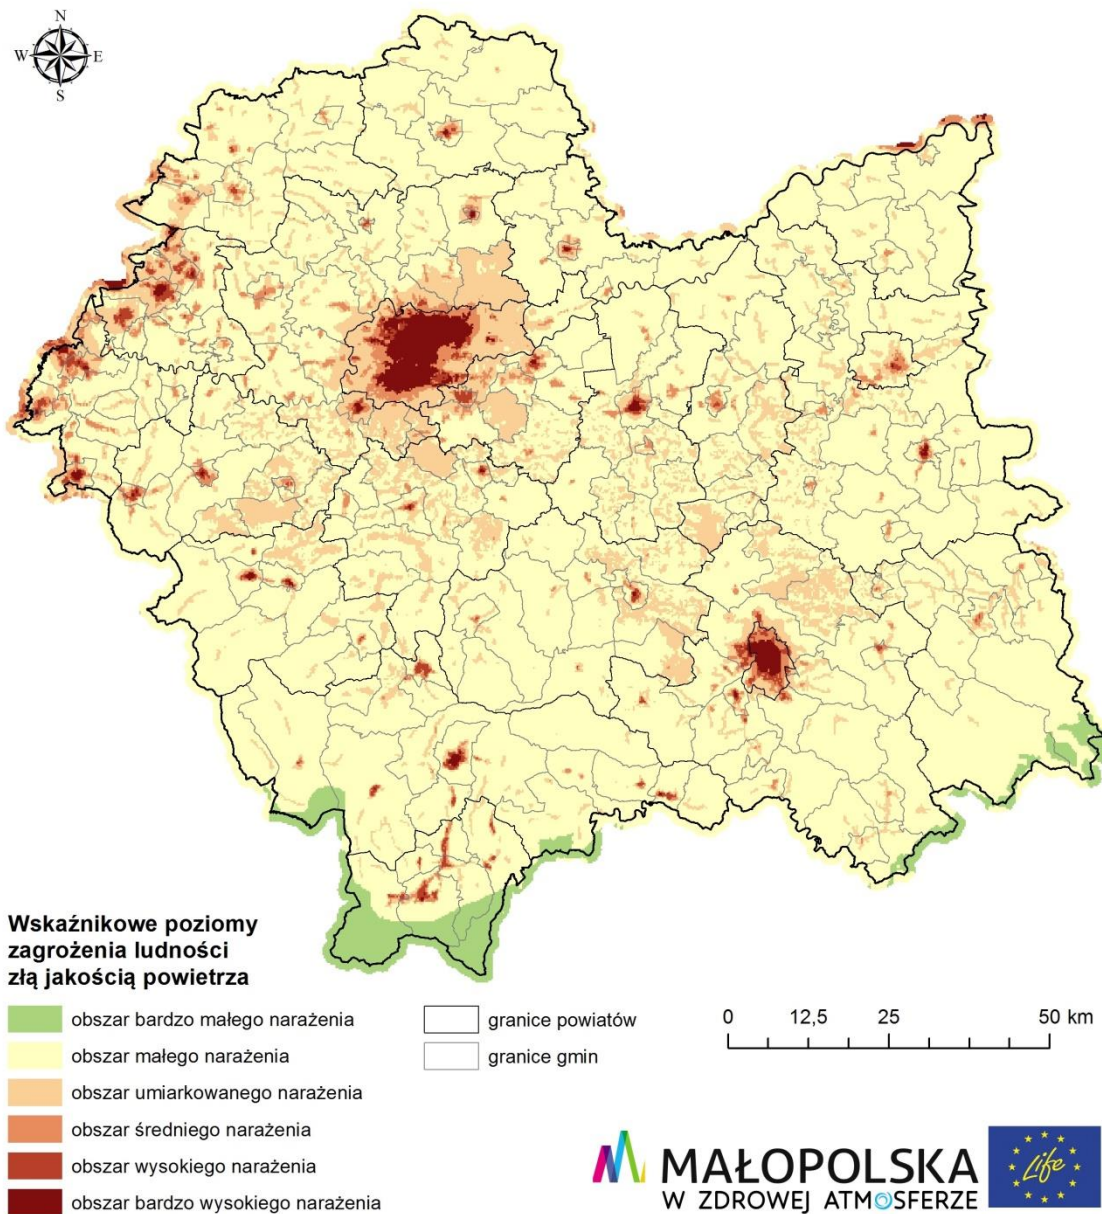 N
W E
S
Wskaźnikowe poziomy
zagrożenia ludności
złą jakością powietrza
obszar bardzo małego narażenia
obszar małego narażenia
obszar umiarkowanego narażenia
obszar średniego narażenia
obszar wysokiego narażenia
obszar bardzo wysokiego narażenia
granice powiatów
granice gmin
0 12,5 25 50 km
MAŁOPOLSKA
W ZDROWEJ ATMOSFERZE
Life